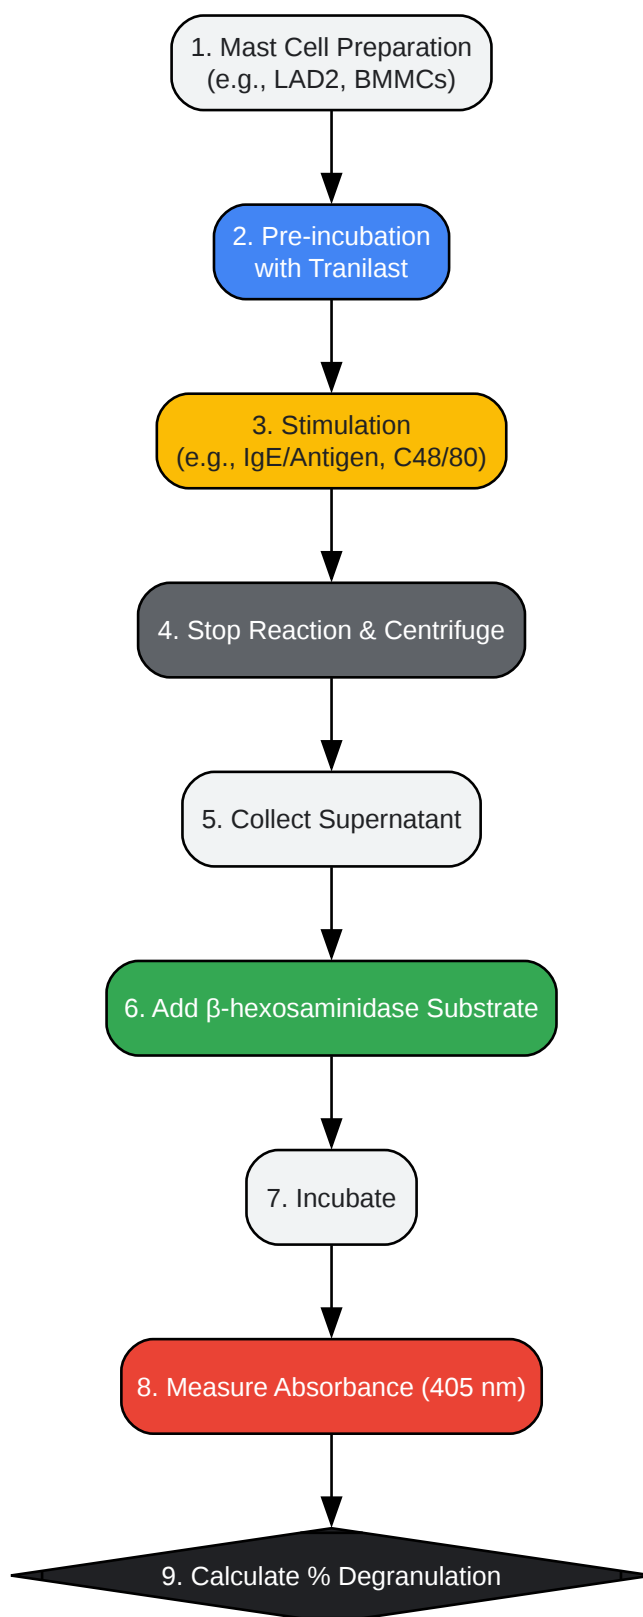 1. Mast Cell Preparation
(e.g., LAD2, BMMCs)
2. Pre-incubation
with Tranilast
3. Stimulation
(e.g., IgE/Antigen, C48/80)
4. Stop Reaction & Centrifuge
5. Collect Supernatant
6. Add β-hexosaminidase Substrate
7. Incubate
8. Measure Absorbance (405 nm)
9. Calculate % Degranulation